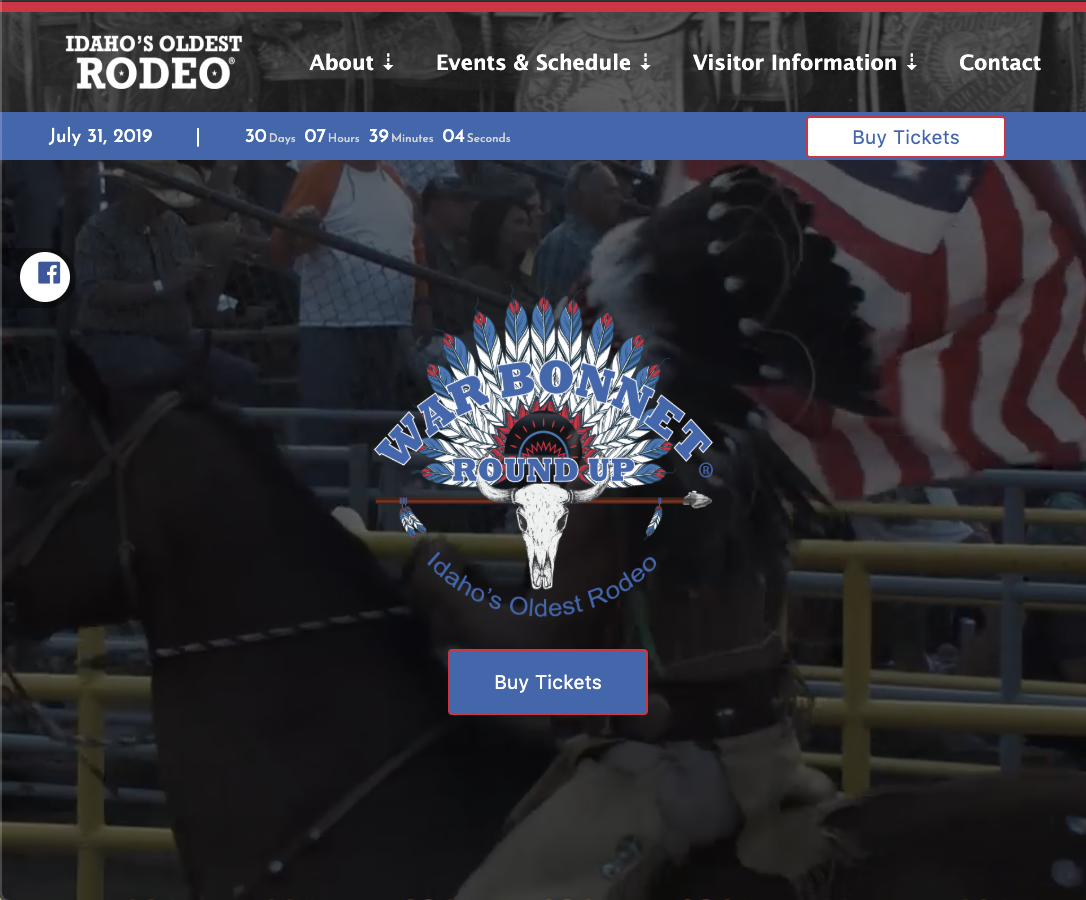 IDAHO'S OLDEST
RODEO®
About ⇣ Events & Schedule ⇣ Visitor Information ⇣ Contact
July 31, 2019 | 30 Days 07 Hours 39 Minutes 04 Seconds Buy Tickets
WAR BONNET
ROUND UP ®
Idaho's Oldest Rodeo
Buy Tickets